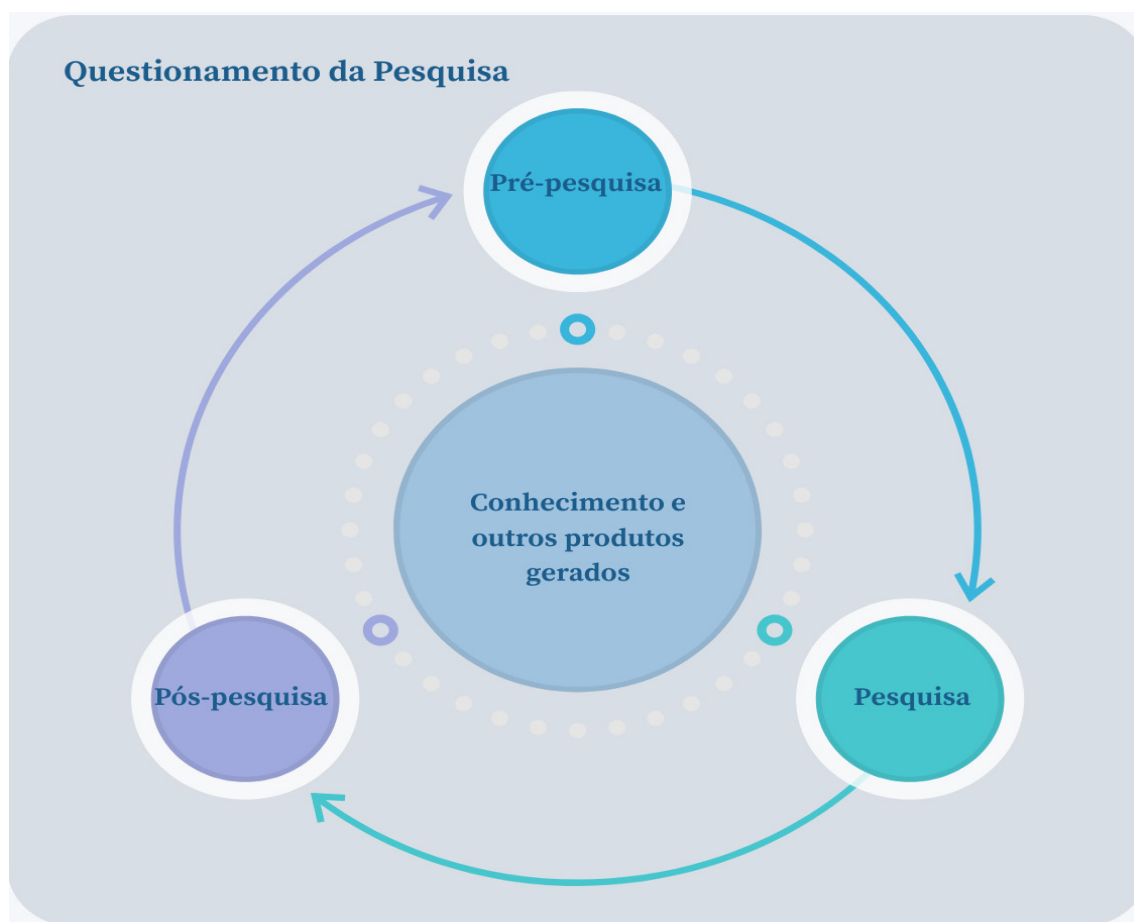 Questionamento da Pesquisa
Pré-pesquisa
Conhecimento e
outros produtos
gerados
Pós-pesquisa
Pesquisa